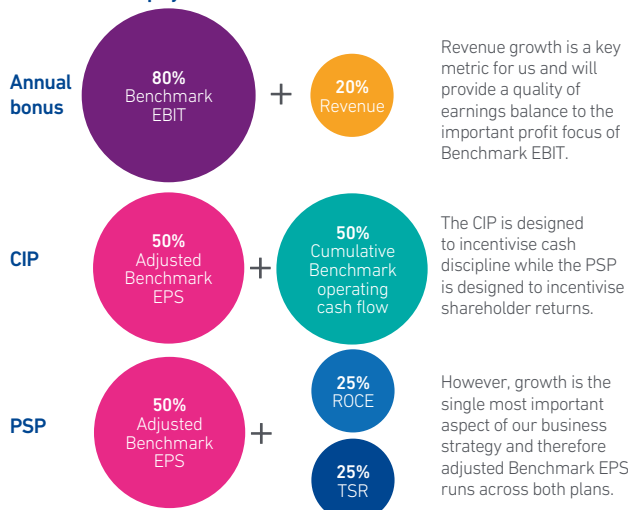 Annual
bonus
80%
Benchmark
EBIT
+
20%
Revenue
Revenue growth is a key
metric for us and will
provide a quality of
earnings balance to the
important profit focus of
Benchmark EBIT.
CIP
50%
Adjusted
Benchmark
EPS
+
50%
Cumulative
Benchmark
operating
cash flow
The CIP is designed
to incentivise cash
discipline while the PSP
is designed to incentivise
shareholder returns.
PSP
50%
Adjusted
Benchmark
EPS
+
25%
ROCE
25%
TSR
However, growth is the
single most important
aspect of our business
strategy and therefore
adjusted Benchmark EPS
runs across both plans.